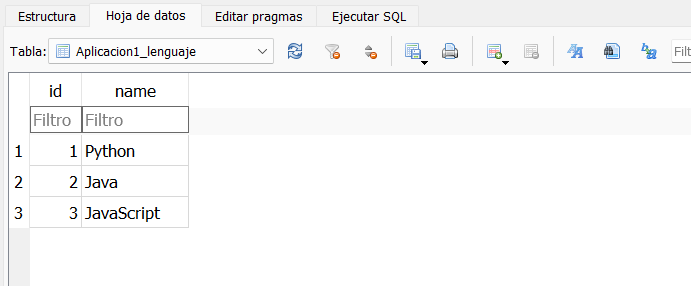 Estructura Hoja de datos Editar pragmas Ejecutar SQL
Tabla: Aplicacion1_lenguaje
id name
Filtro Filtro
1 1 Python
2 2 Java
3 3 JavaScript